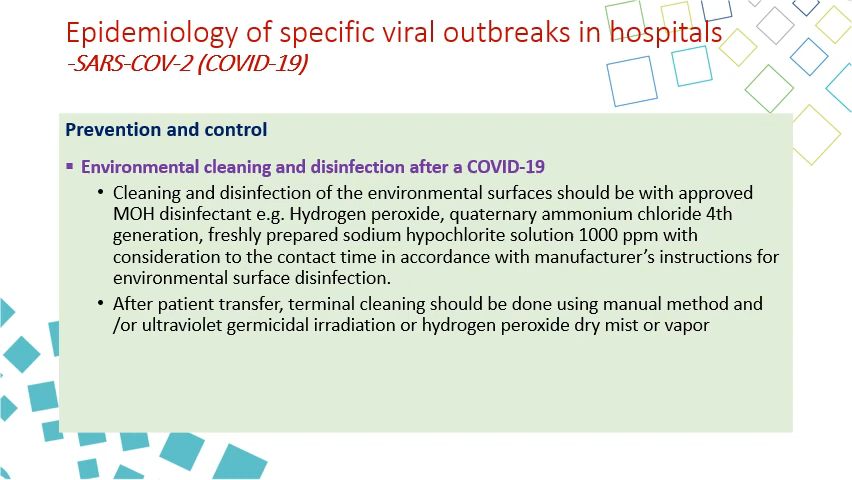 Epidemiology of specific viral outbreaks in hospitals
-SARS-COV-2 (COVID-19)
Prevention and control
▪ Environmental cleaning and disinfection after a COVID-19
• Cleaning and disinfection of the environmental surfaces should be with approved
MOH disinfectant e.g. Hydrogen peroxide, quaternary ammonium chloride 4th
generation, freshly prepared sodium hypochlorite solution 1000 ppm with
consideration to the contact time in accordance with manufacturer’s instructions for
environmental surface disinfection.
• After patient transfer, terminal cleaning should be done using manual method and
/or ultraviolet germicidal irradiation or hydrogen peroxide dry mist or vapor